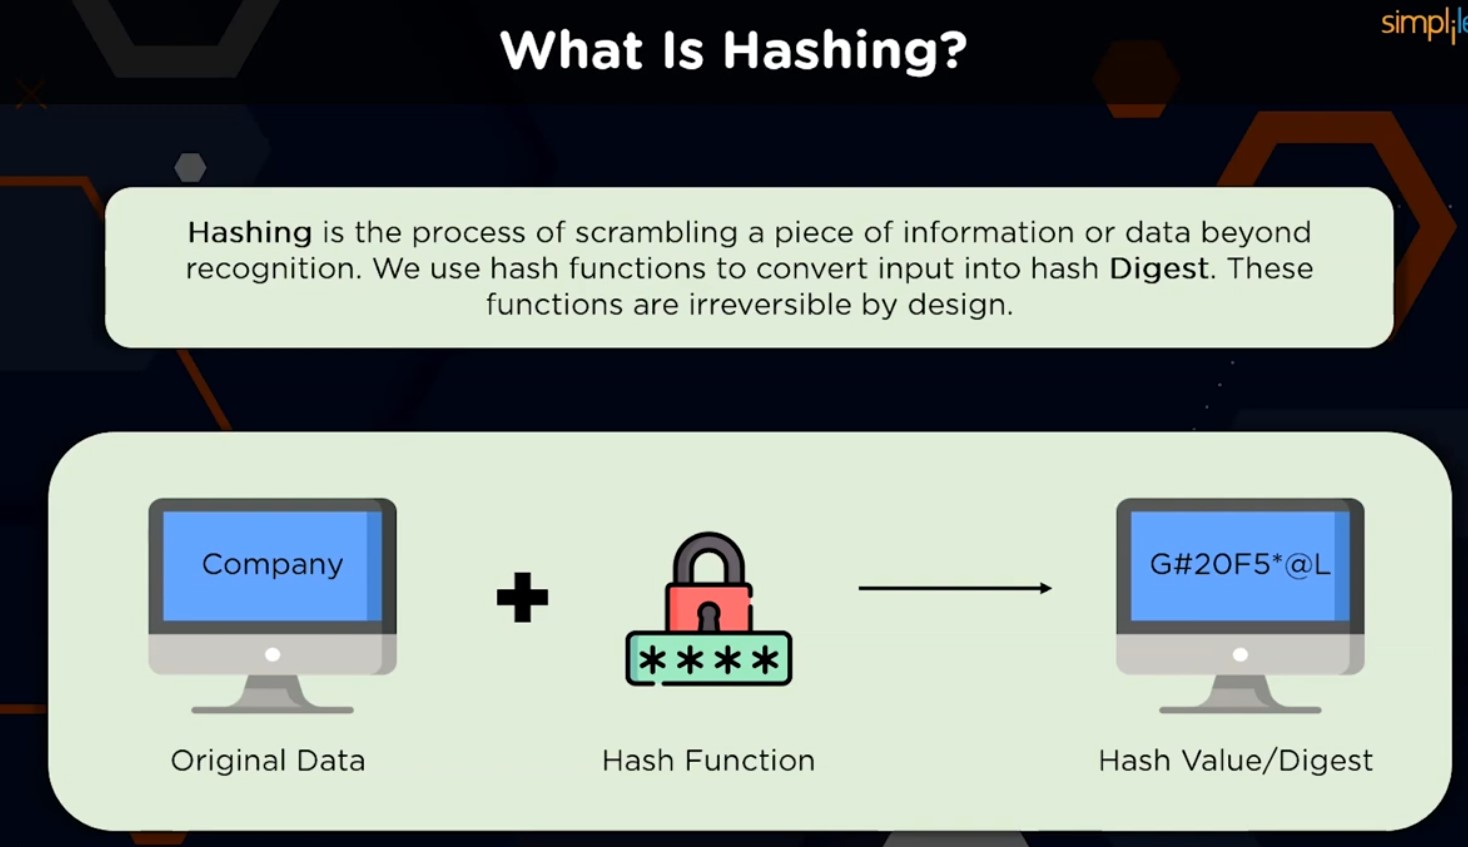 What Is Hashing?
Hashing is the process of scrambling a piece of information or data beyond
recognition. We use hash functions to convert input into hash Digest. These
functions are irreversible by design.
Company
G#20F5*@L
****
Original Data
Hash Function
Hash Value/Digest